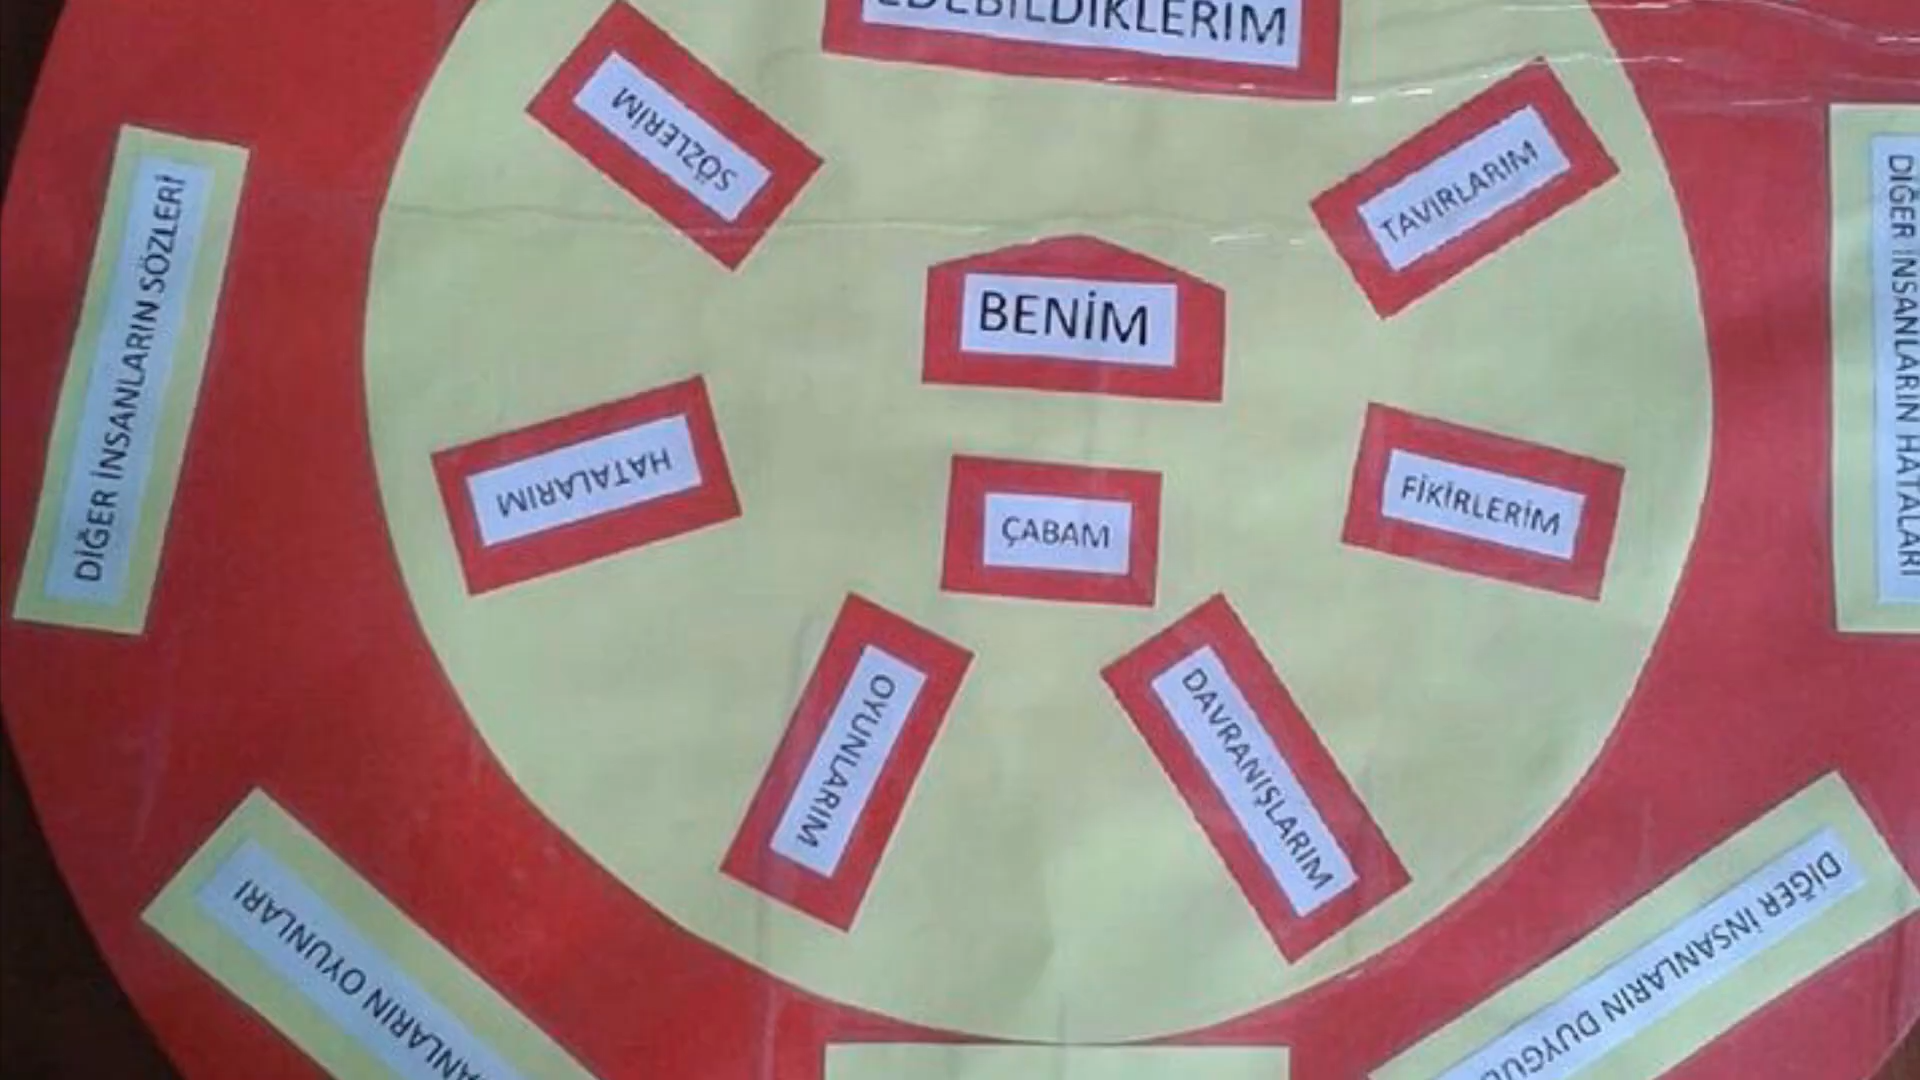 EDEBİLDİKLERİM
SÖZLERİM
TAVIRLARIM
BENİM
HATALARIM
ÇABAM
FİKİRLERİM
OYUNLARIM
DAVRANIŞLARIM
DİĞER İNSANLARIN SÖZLERİ
DİĞER İNSANLARIN HATALARI
ANLARIN OYUNLARI
DİĞER İNSANLARIN